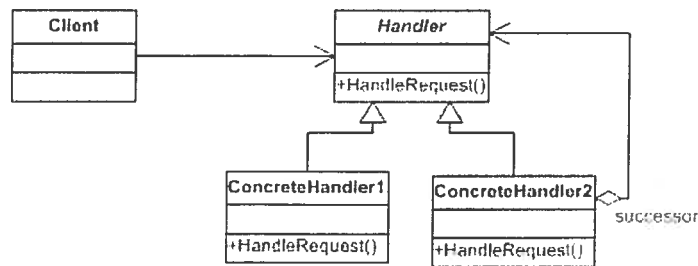 Client
Handler
+HandleRequest()
ConcreteHandler1
+HandleRequest()
ConcreteHandler2
+HandleRequest()
successor